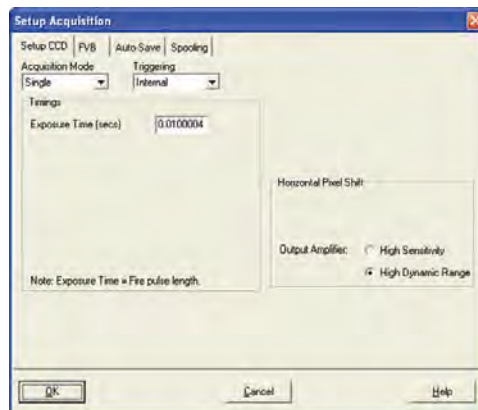 Setup Acquisition
Setup CCD FVB Auto-Save Spooling
Acquisition Mode Triggering
Single Internal
Timings
Exposure Time (secs) 0.0100004
Horizontal Pixel Shift
Output Amplifier: High Sensitivity
High Dynamic Range
Note: Exposure Time = Fire pulse length.
OK Cancel Help